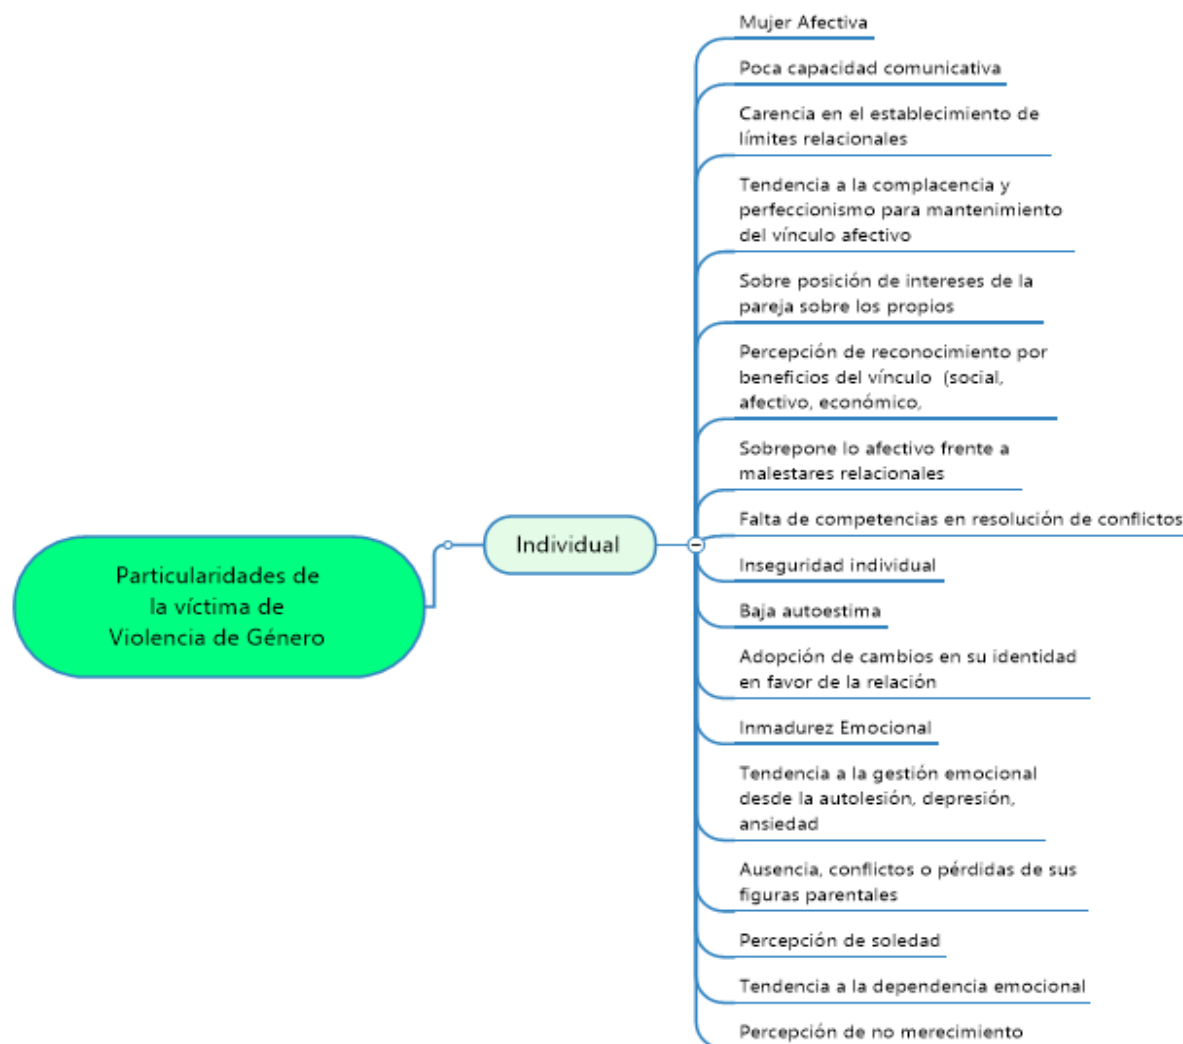 Particularidades de
la víctima de
Violencia de Género
Individual
Mujer Afectiva
Poca capacidad comunicativa
Carencia en el establecimiento de
límites relacionales
Tendencia a la complacencia y
perfeccionismo para mantenimiento
del vínculo afectivo
Sobre posición de intereses de la
pareja sobre los propios
Percepción de reconocimiento por
beneficios del vínculo (social,
afectivo, económico,
Sobrepone lo afectivo frente a
malestares relacionales
Falta de competencias en resolución de conflictos
Inseguridad individual
Baja autoestima
Adopción de cambios en su identidad
en favor de la relación
Inmadurez Emocional
Tendencia a la gestión emocional
desde la autolesión, depresión,
ansiedad
Ausencia, conflictos o pérdidas de sus
figuras parentales
Percepción de soledad
Tendencia a la dependencia emocional
Percepción de no merecimiento